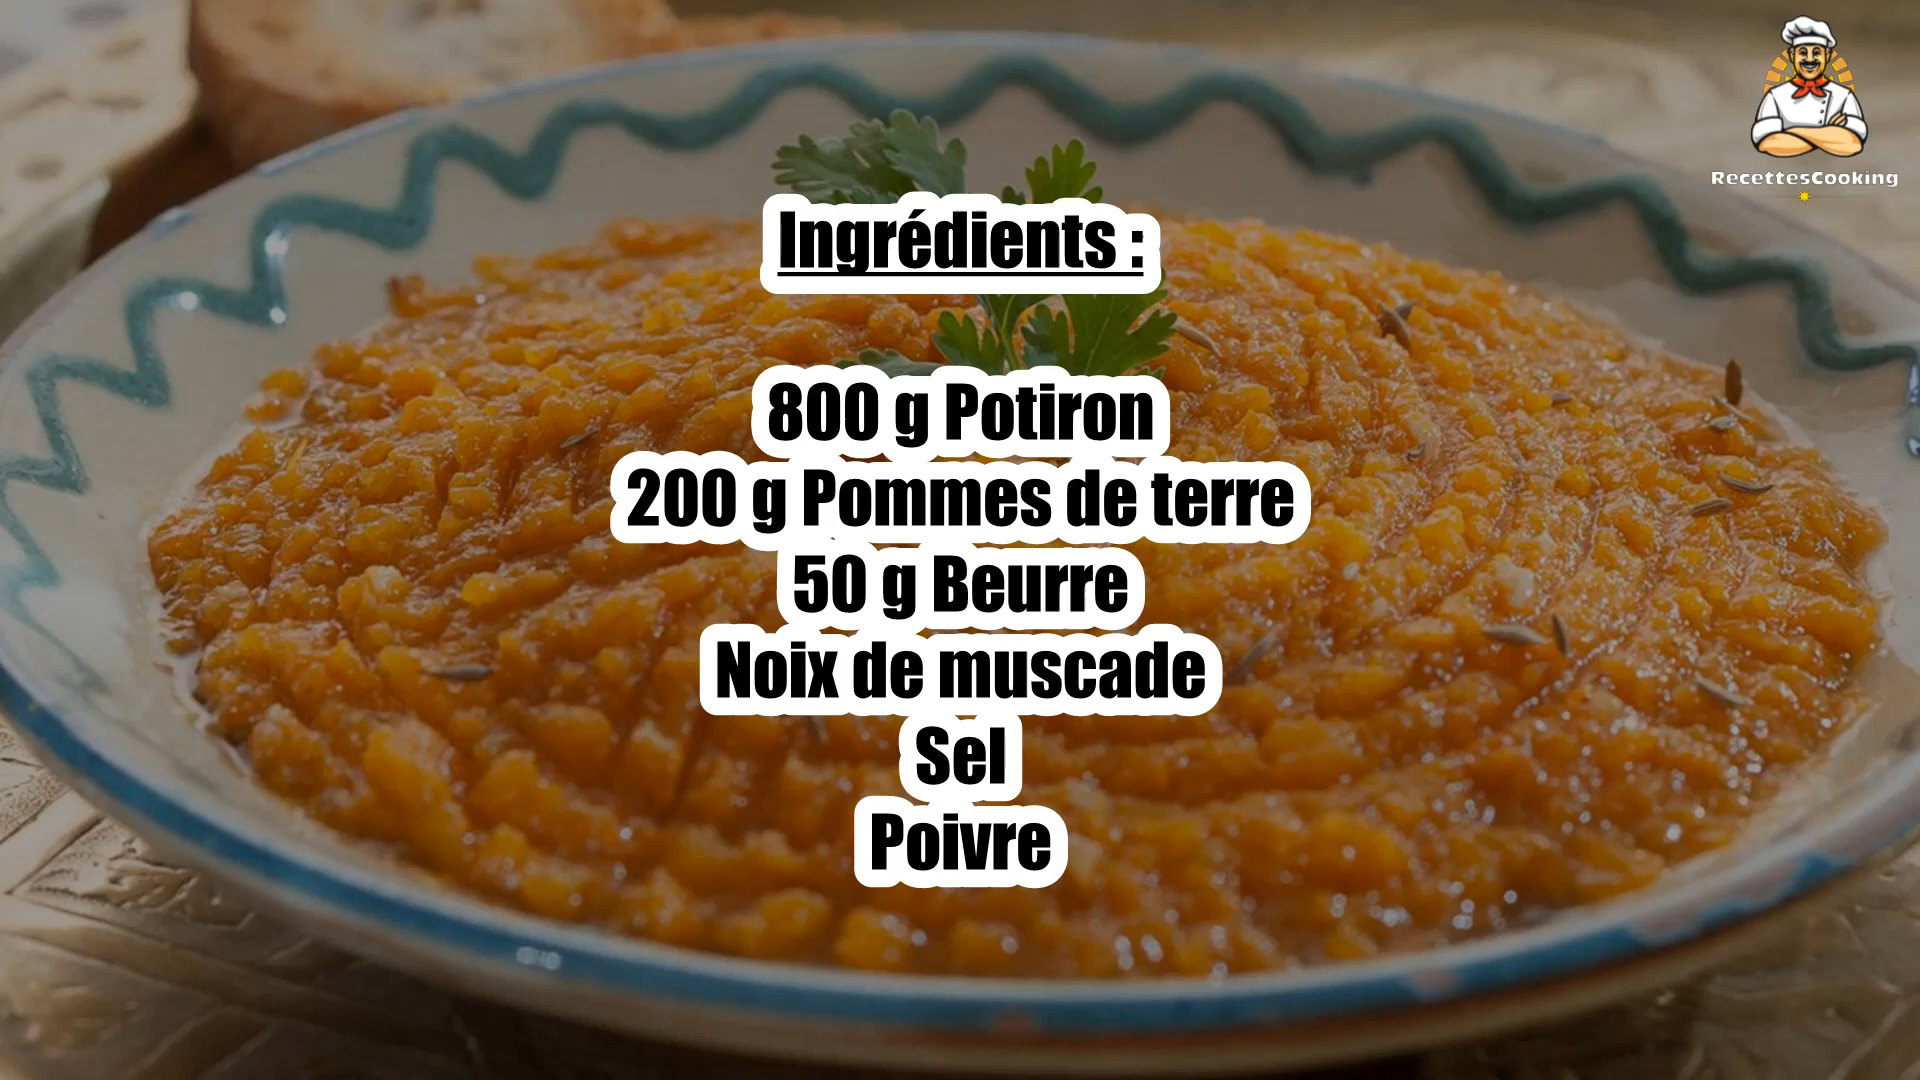 RecettesCooking
Ingrédients :
800 g Potiron
200 g Pommes de terre
50 g Beurre
Noix de muscade
Sel
Poivre